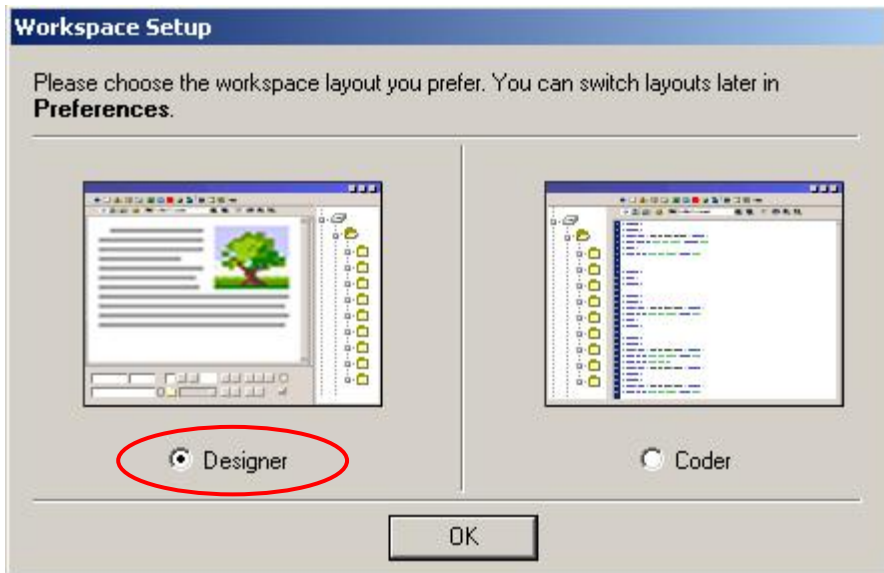 Workspace Setup
Please choose the workspace layout you prefer. You can switch layouts later in
Preferences.
Designer
Coder
OK